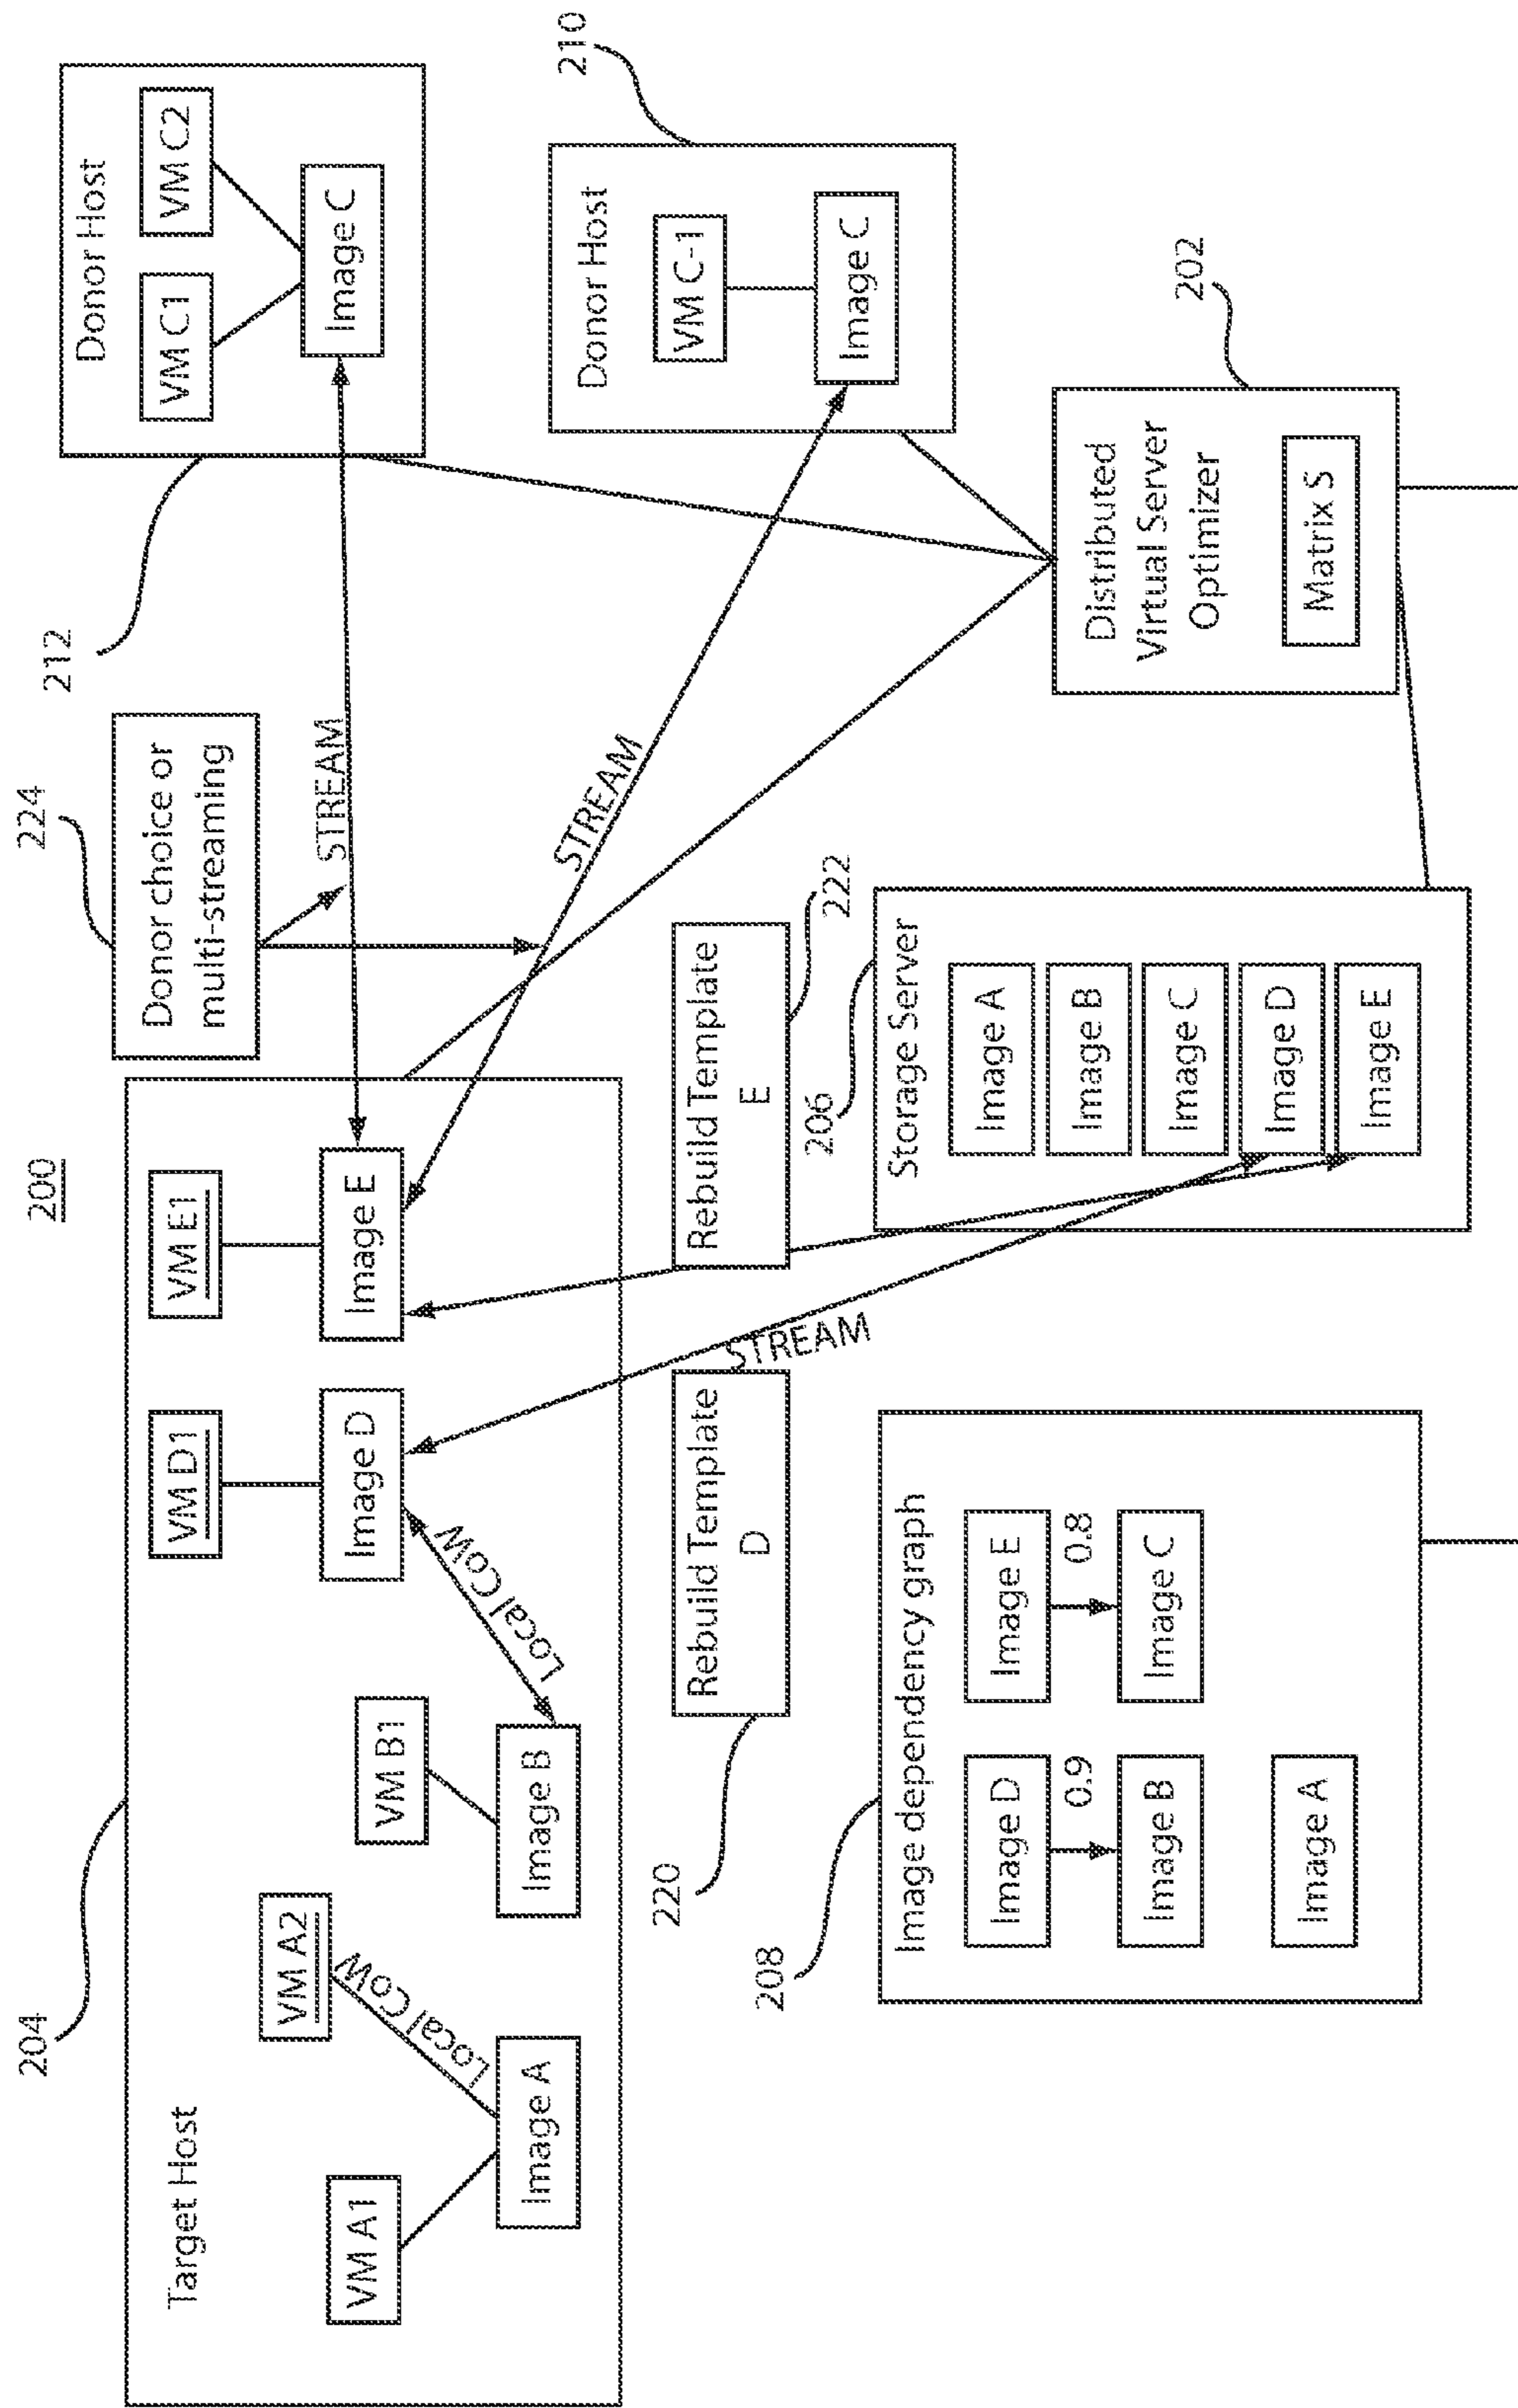 200
204
Target Host
VM A1
VM A2
Local CoW
Image A
VM B1
Image B
Local CoW
VM D1
Image D
VM E1
Image E
224
Donor choice or
multi-streaming
STREAM
STREAM
STREAM
212
Donor Host
VM C1
VM C2
Image C
210
Donor Host
VM C-1
Image C
220
Rebuild Template
D
Rebuild Template
E
222
208
Image dependency graph
Image D
0.9
Image B
Image E
0.8
Image C
Image A
206
Storage Server
Image A
Image B
Image C
Image D
Image E
202
Distributed
Virtual Server
Optimizer
Matrix S